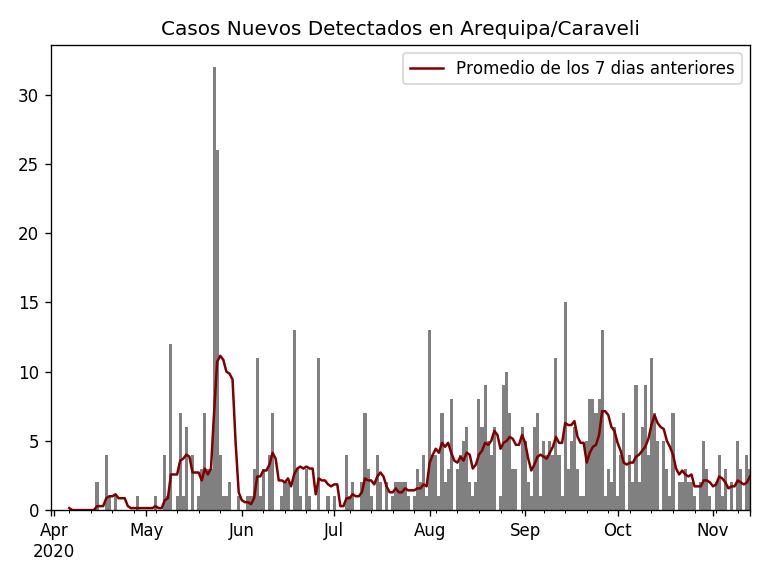 Casos Nuevos Detectados en Arequipa/Caraveli
Promedio de los 7 dias anteriores
30
25
20
15
10
5
0
Apr May Jun Jul Aug Sep Oct Nov
2020